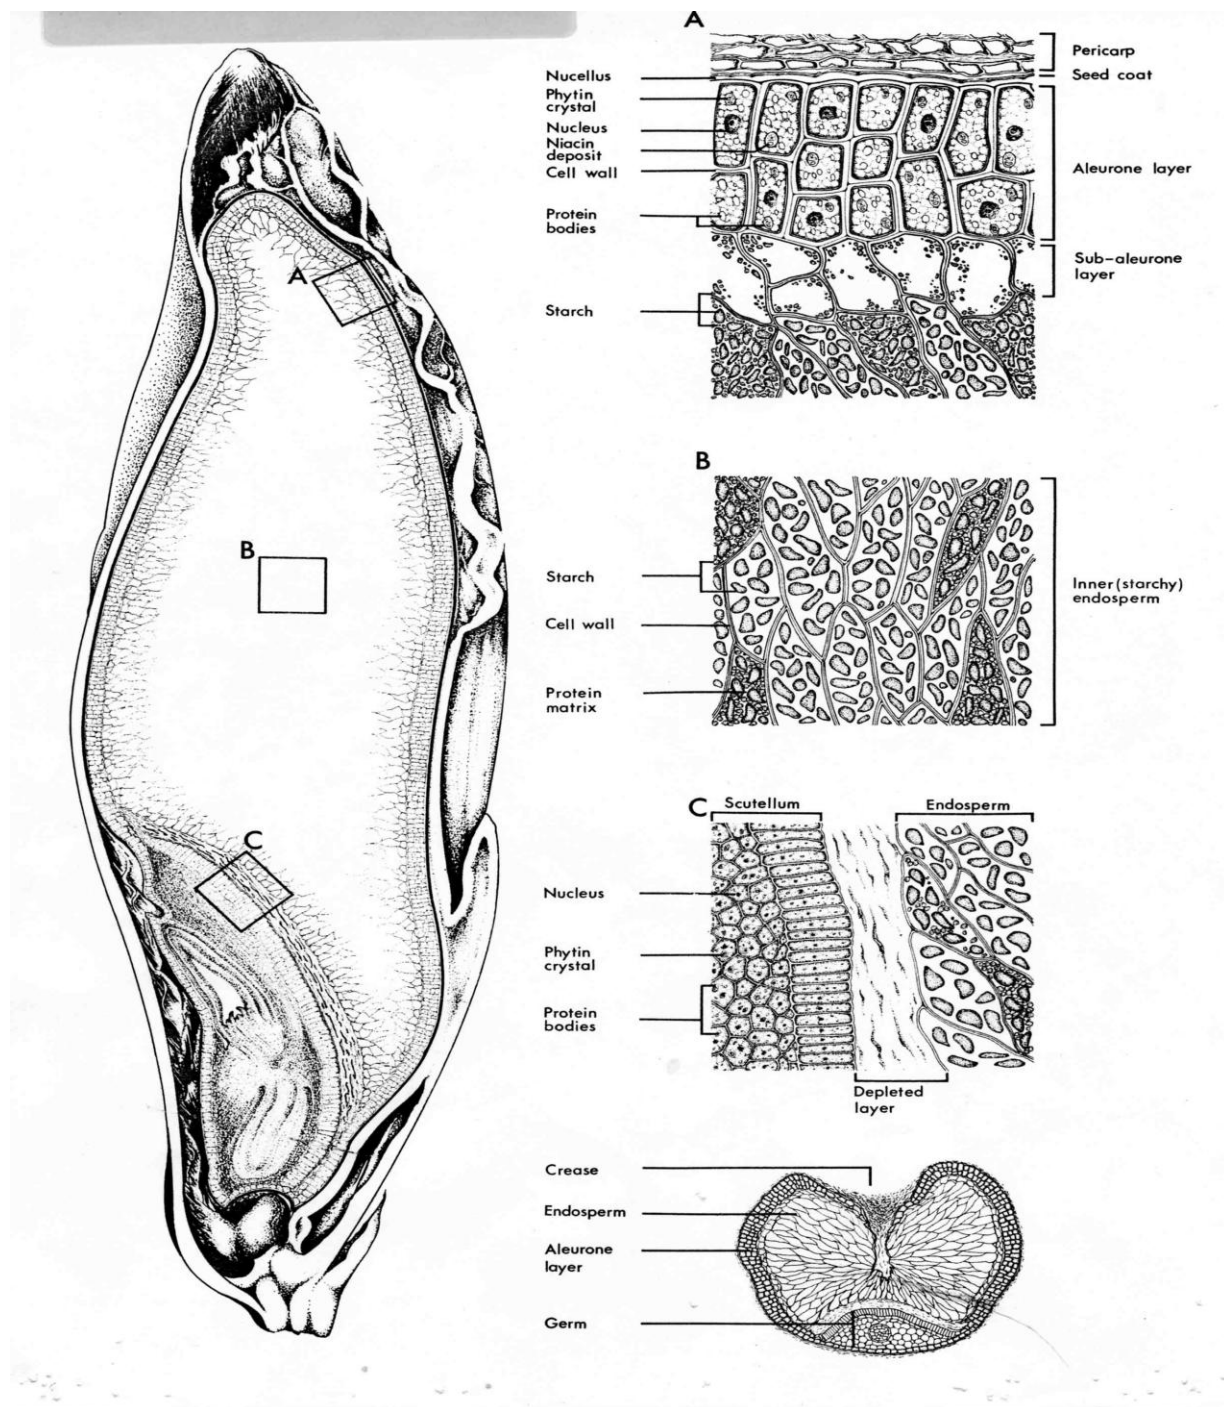 A
Pericarp
Seed coat
Nucellus
Phytin
crystal
Nucleus
Niacin
deposit
Cell wall
Aleurone layer
Protein
bodies
Sub-aleurone
layer
Starch
A
B
Starch
Cell wall
Protein
matrix
Inner (starchy)
endosperm
B
C
Scutellum
Endosperm
Nucleus
Phytin
crystal
Protein
bodies
Depleted
layer
C
Crease
Endosperm
Aleurone
layer
Germ